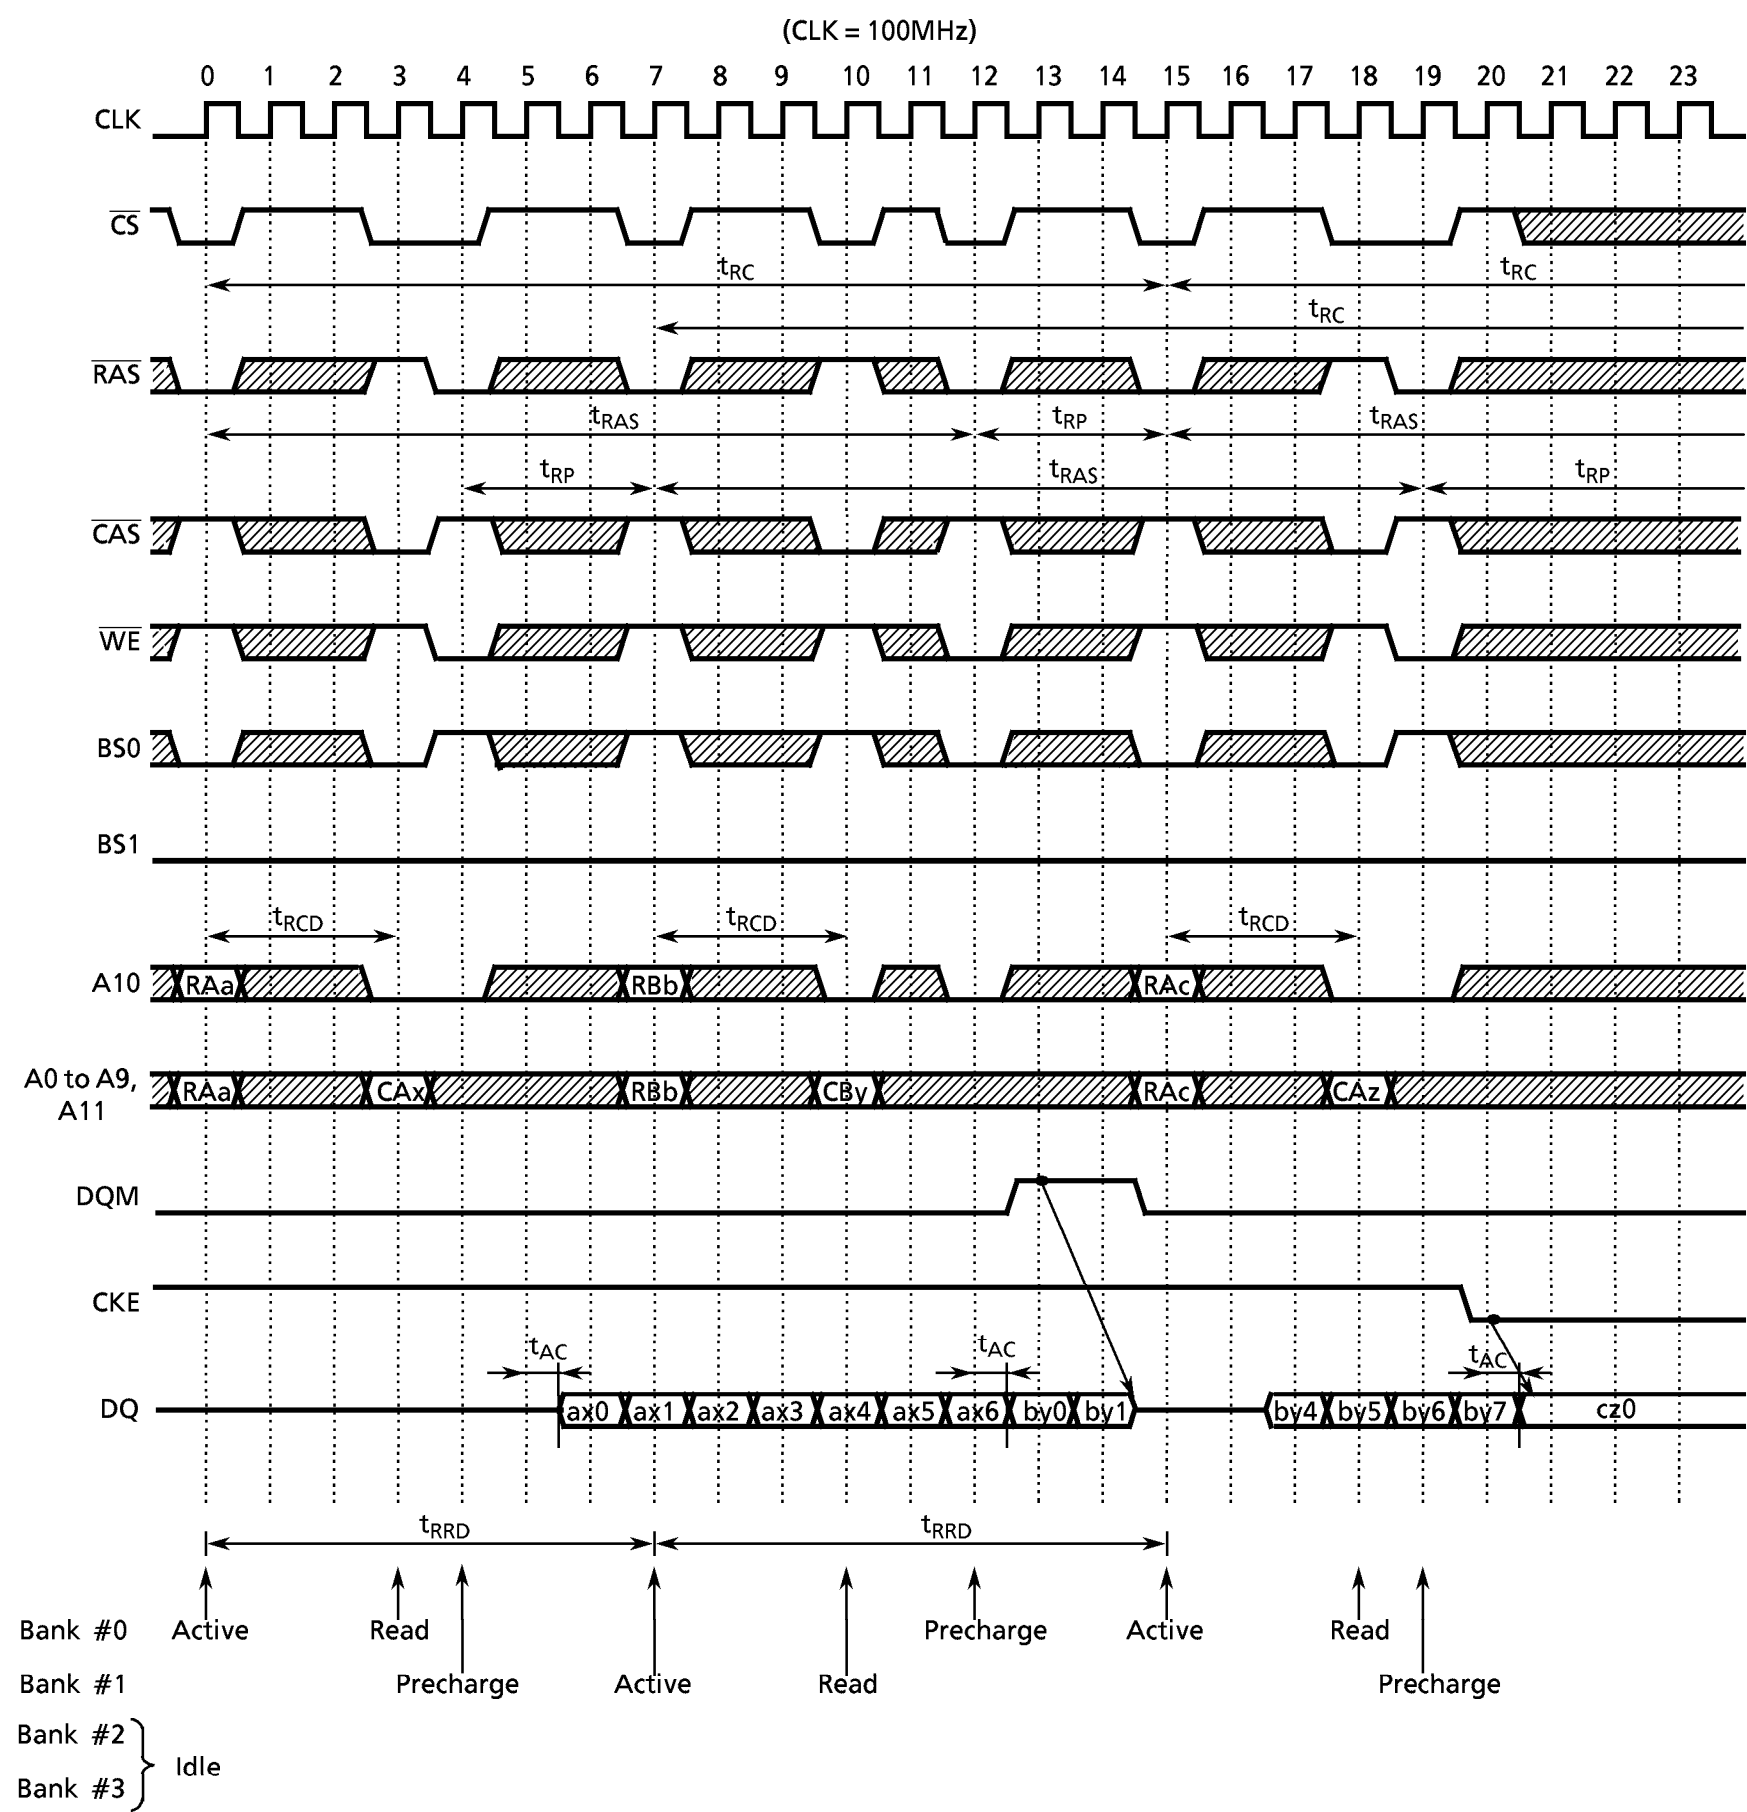 (CLK = 100MHz)
0 1 2 3 4 5 6 7 8 9 10 11 12 13 14 15 16 17 18 19 20 21 22 23
CLK
CS
tRC tRC
tRC
RAS
tRAS tRP tRAS
tRP tRAS tRP
CAS
WE
BS0
BS1
tRCD tRCD tRCD
A10 RAa RBb RAc
A0 to A9,
A11
RAa CAx RBb CBy RAc CAz
DQM
CKE
tAC tAC tAC
DQ ax0 ax1 ax2 ax3 ax4 ax5 ax6 by0 by1 by4 by5 by6 by7 cz0
tRRD tRRD
Bank #0 Active Read Precharge Active Read
Bank #1 Precharge Active Read Precharge
Bank #2
Idle
Bank #3